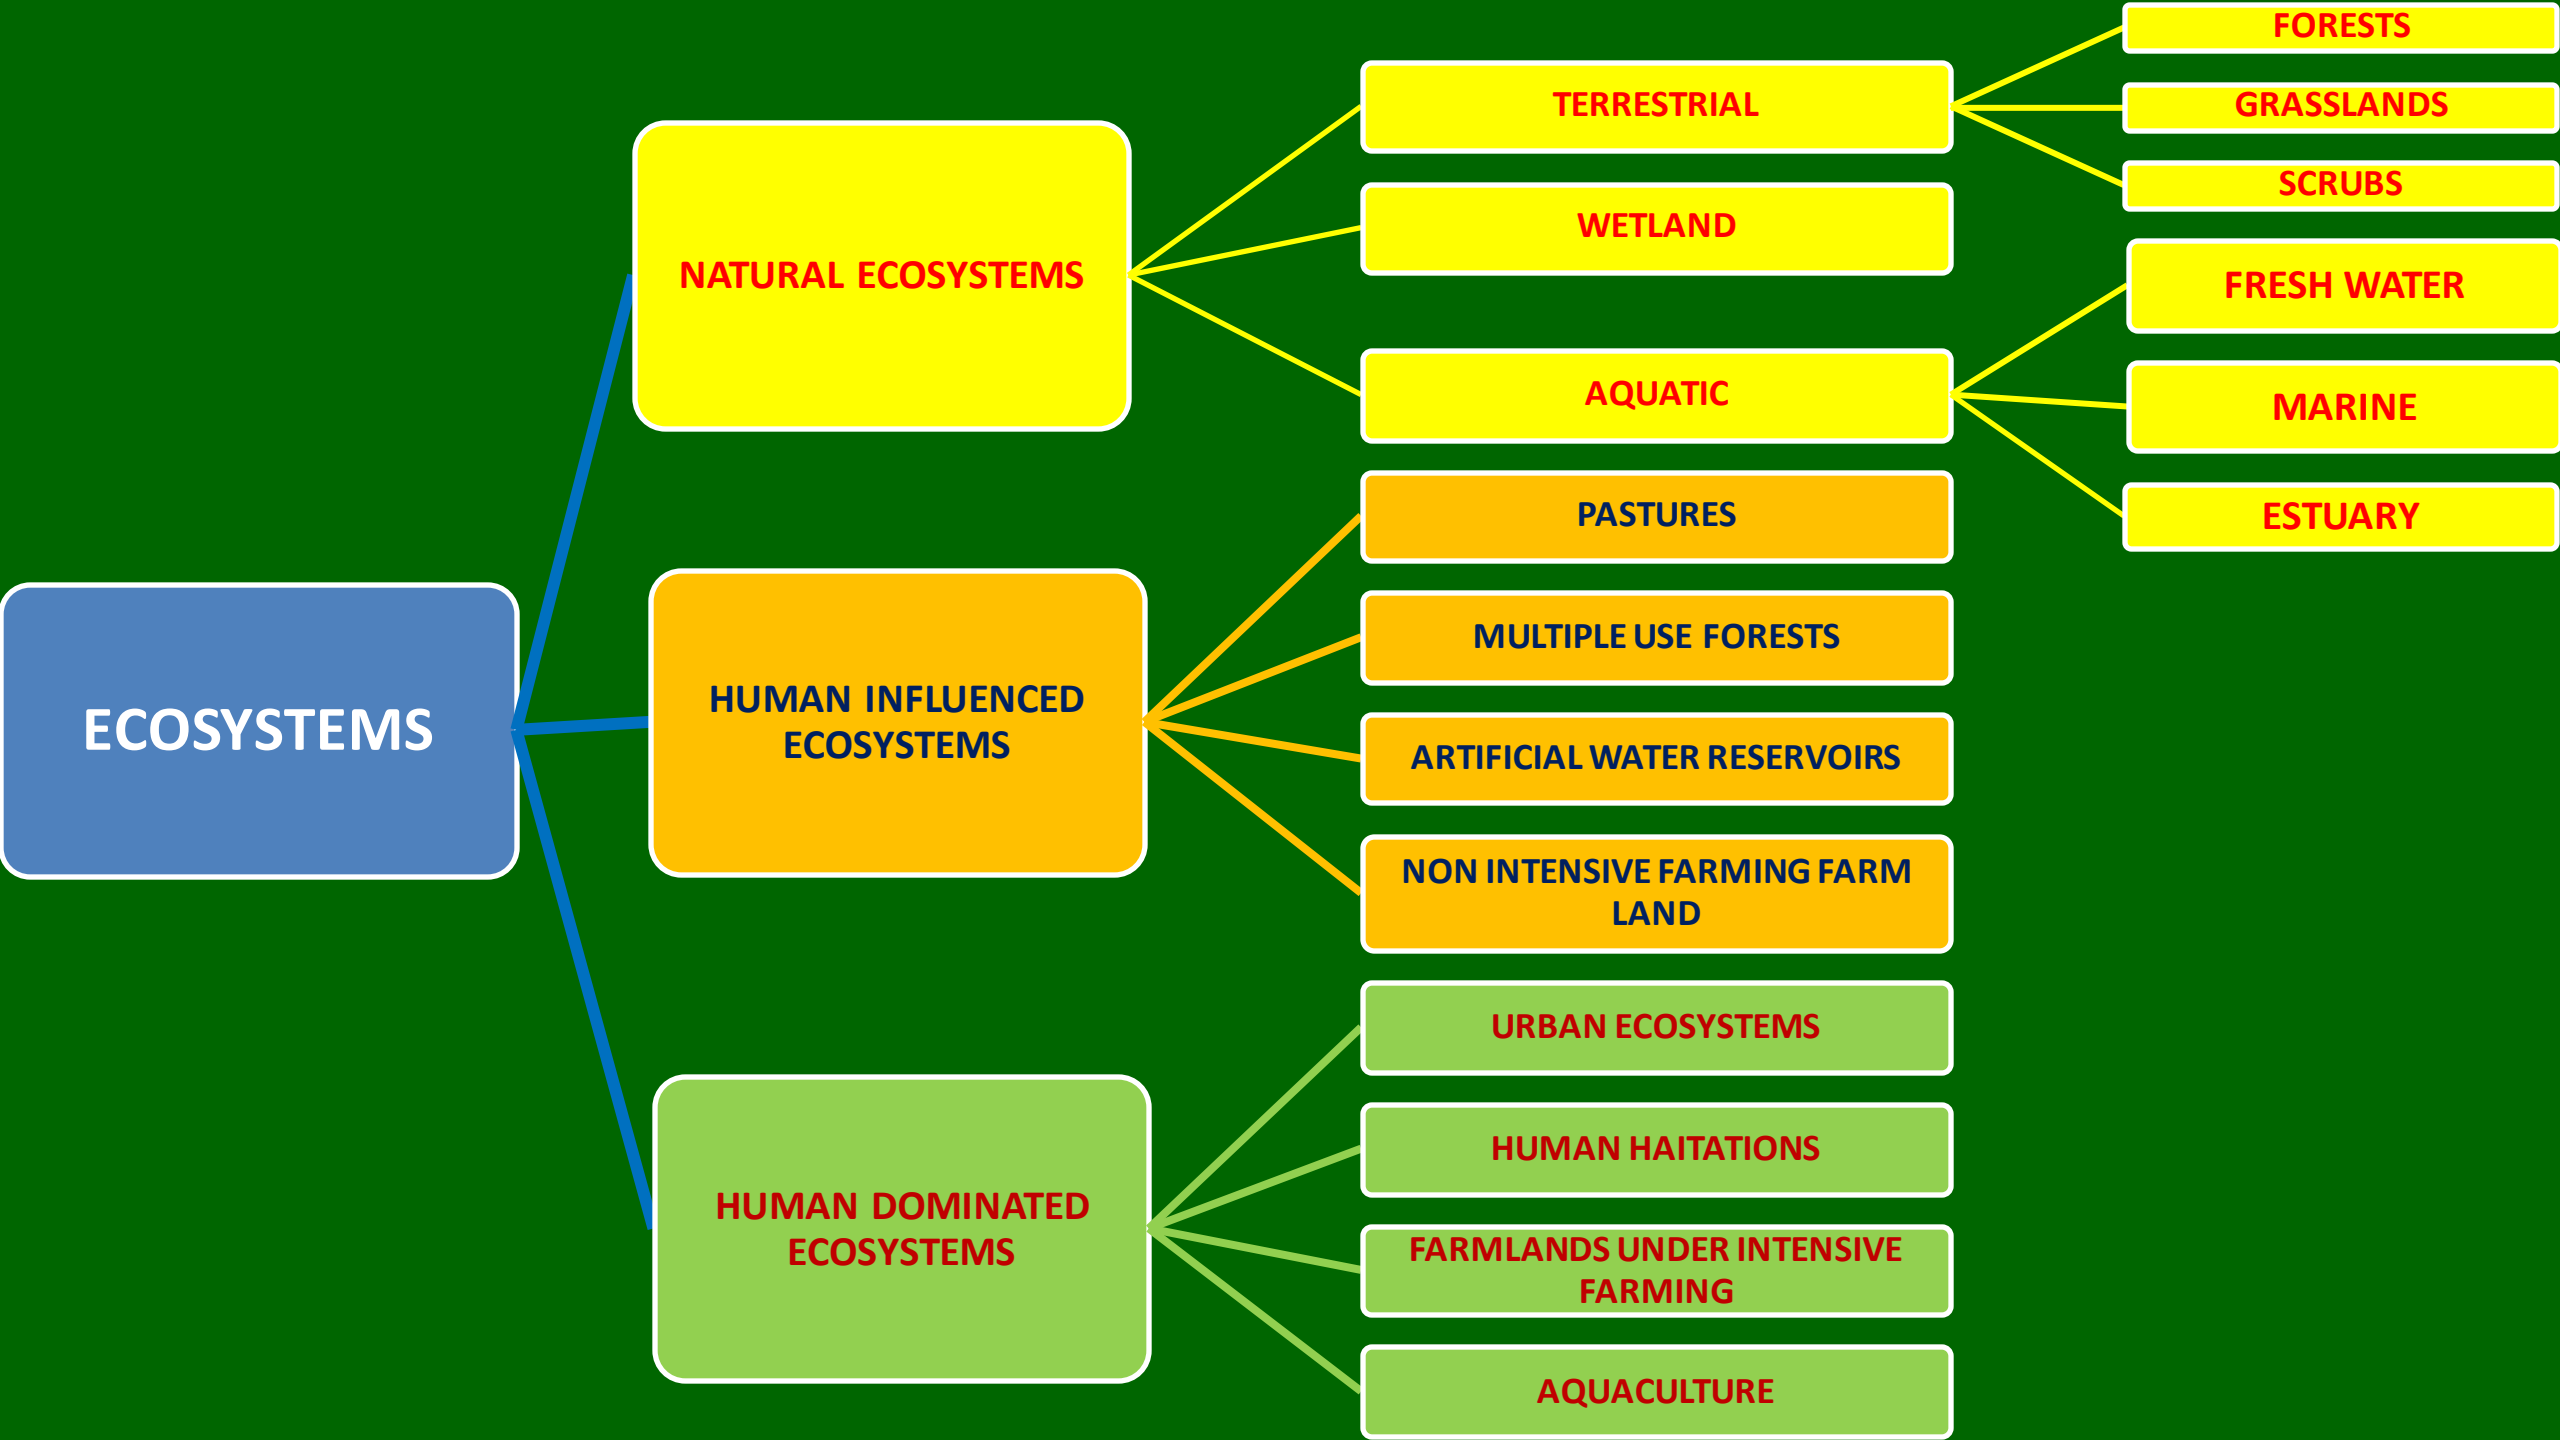 ECOSYSTEMS
NATURAL ECOSYSTEMS
TERRESTRIAL
FORESTS
GRASSLANDS
SCRUBS
WETLAND
AQUATIC
FRESH WATER
MARINE
ESTUARY
HUMAN INFLUENCED
ECOSYSTEMS
PASTURES
MULTIPLE USE FORESTS
ARTIFICIAL WATER RESERVOIRS
NON INTENSIVE FARMING FARM
LAND
HUMAN DOMINATED
ECOSYSTEMS
URBAN ECOSYSTEMS
HUMAN HAITATIONS
FARMLANDS UNDER INTENSIVE
FARMING
AQUACULTURE